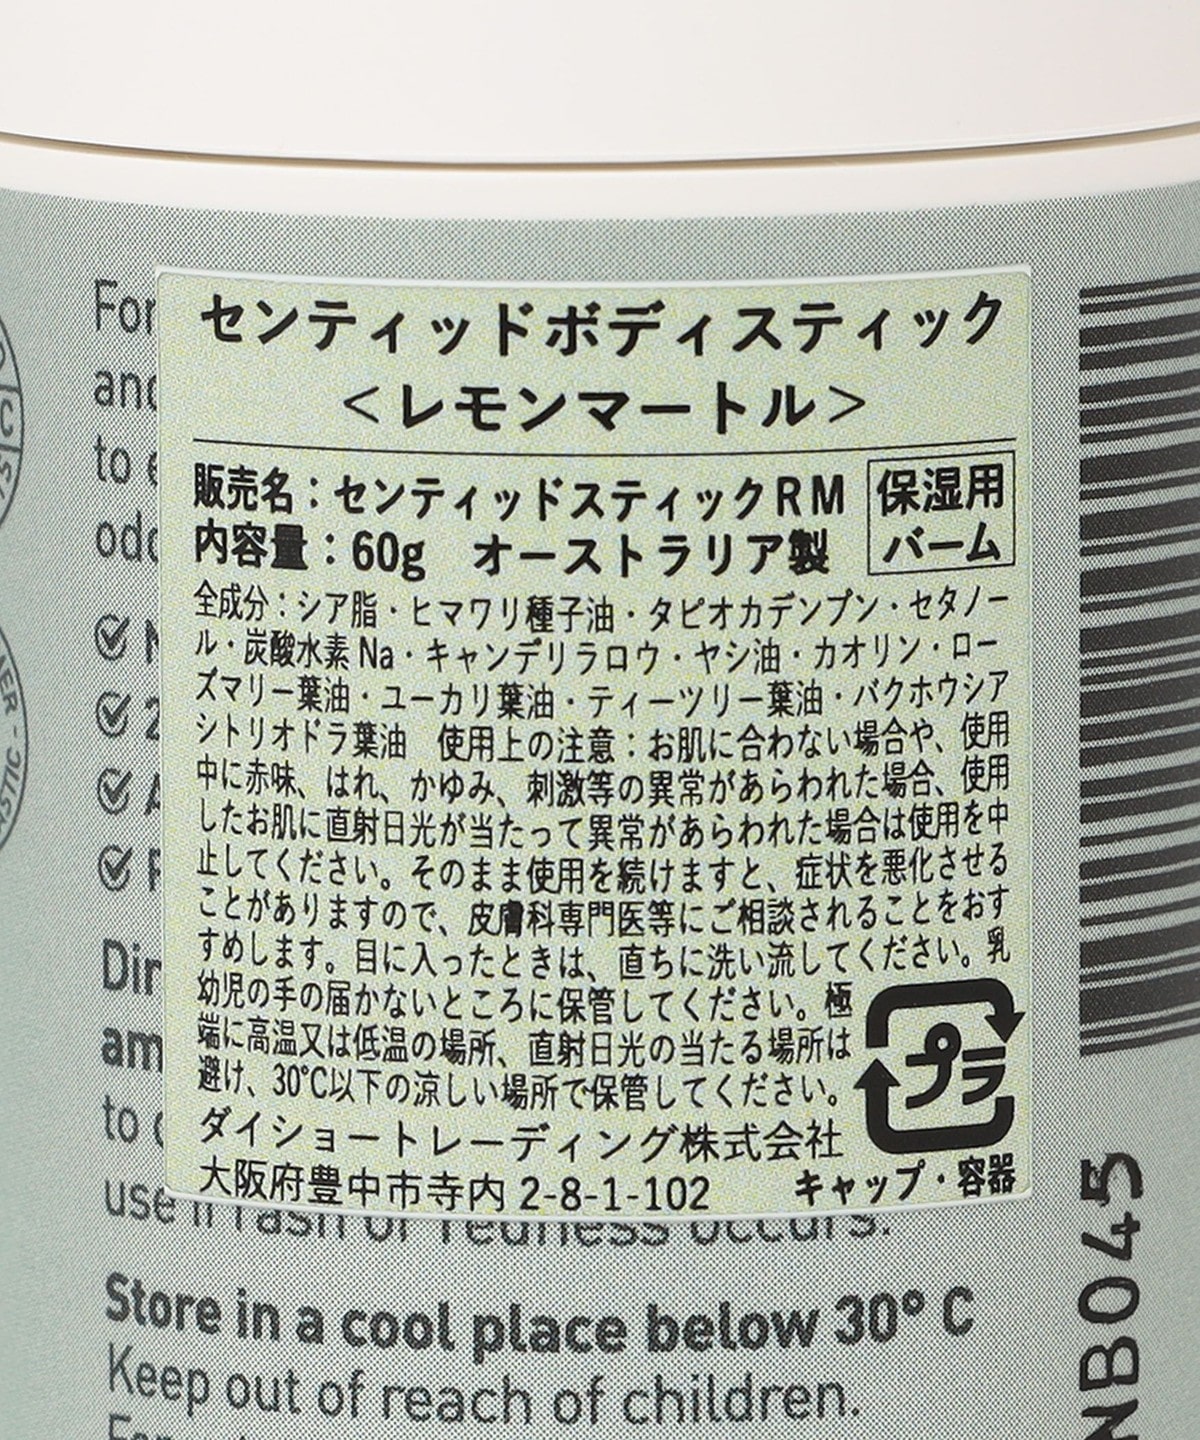 センティッドボディスティック
＜レモンマートル＞
販売名：センティッドスティックＲＭ
内容量：60g　オーストラリア製
保湿用
バーム
全成分：シア脂・ヒマワリ種子油・タピオカデンプン・セタノー
ル・炭酸水素Na・キャンデリラロウ・ヤシ油・カオリン・ロー
ズマリー葉油・ユーカリ葉油・ティーツリー葉油・バクホウシア
シトリオドラ葉油　使用上の注意：お肌に合わない場合や、使用
中に赤味、はれ、かゆみ、刺激等の異常があらわれた場合、使用
したお肌に直射日光が当たって異常があらわれた場合は使用を中
止してください。そのまま使用を続けますと、症状を悪化させる
ことがありますので、皮膚科専門医等にご相談されることをおす
すめします。目に入ったときは、直ちに洗い流してください。乳
幼児の手の届かないところに保管してください。極
端に高温又は低温の場所、直射日光の当たる場所は
避け、30℃以下の涼しい場所で保管してください。
ダイショートレーディング株式会社
大阪府豊中市寺内 2-8-1-102
プラ
キャップ・容器
For
and
to
Dir
am
to
use if rash or redness occurs.
Store in a cool place below 30° C
Keep out of reach of children.
NB045